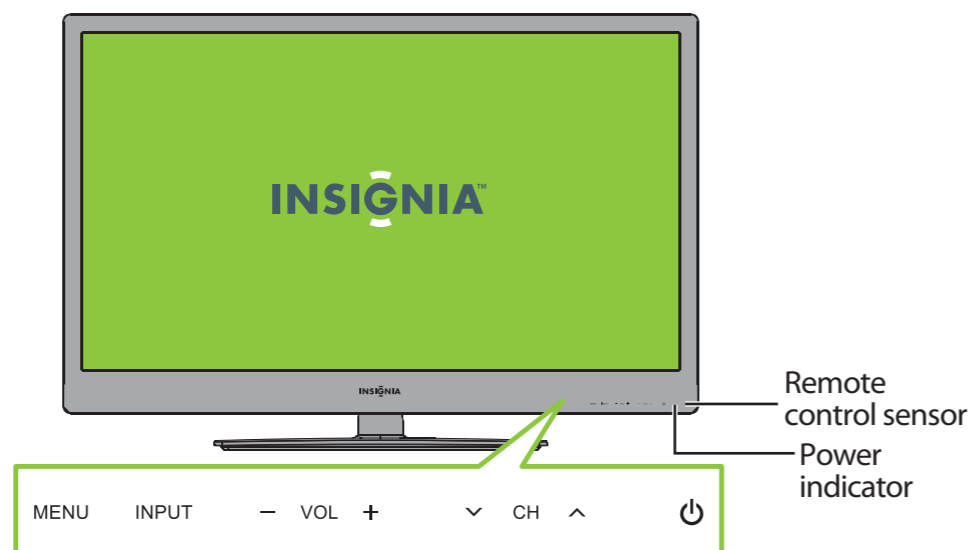 INSIGNIA™
INSIGNIA
Remote
control sensor
Power
indicator
MENU INPUT − VOL + CH